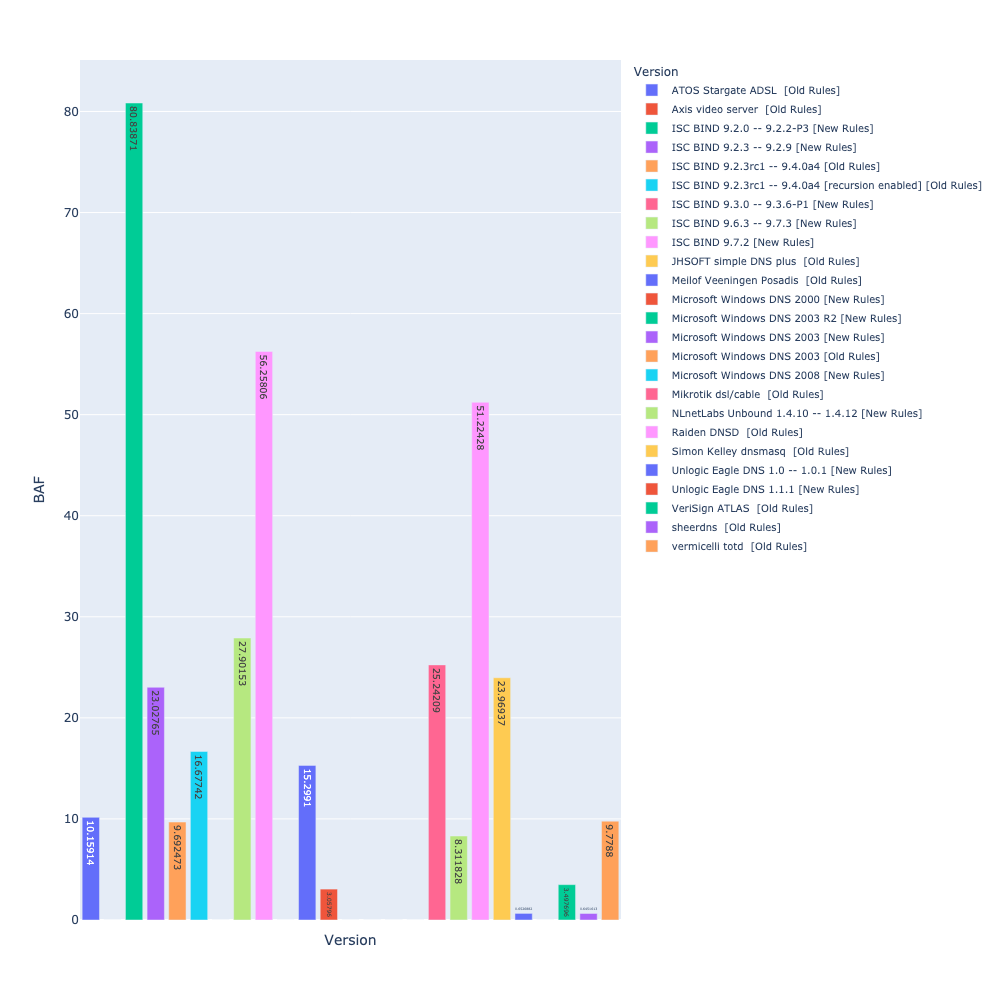 Version
ATOS Stargate ADSL [Old Rules]
Axis video server [Old Rules]
ISC BIND 9.2.0 -- 9.2.2-P3 [New Rules]
ISC BIND 9.2.3 -- 9.2.9 [New Rules]
ISC BIND 9.2.3rc1 -- 9.4.0a4 [Old Rules]
ISC BIND 9.2.3rc1 -- 9.4.0a4 [recursion enabled] [Old Rules]
ISC BIND 9.3.0 -- 9.3.6-P1 [New Rules]
ISC BIND 9.6.3 -- 9.7.3 [New Rules]
ISC BIND 9.7.2 [New Rules]
JHSOFT simple DNS plus [Old Rules]
Meilof Veeningen Posadis [Old Rules]
Microsoft Windows DNS 2000 [New Rules]
Microsoft Windows DNS 2003 R2 [New Rules]
Microsoft Windows DNS 2003 [New Rules]
Microsoft Windows DNS 2003 [Old Rules]
Microsoft Windows DNS 2008 [New Rules]
Mikrotik dsl/cable [Old Rules]
NLnetLabs Unbound 1.4.10 -- 1.4.12 [New Rules]
Raiden DNSD [Old Rules]
Simon Kelley dnsmasq [Old Rules]
Unlogic Eagle DNS 1.0 -- 1.0.1 [New Rules]
Unlogic Eagle DNS 1.1.1 [New Rules]
VeriSign ATLAS [Old Rules]
sheerdns [Old Rules]
vermicelli totd [Old Rules]
BAF
80
70
60
50
40
30
20
10
0
10.15914
80.83871
23.02765
9.692473
16.67742
27.90153
56.25806
15.2991
3.05796
25.24209
8.311828
51.22428
23.96937
3.497696
9.7788
Version